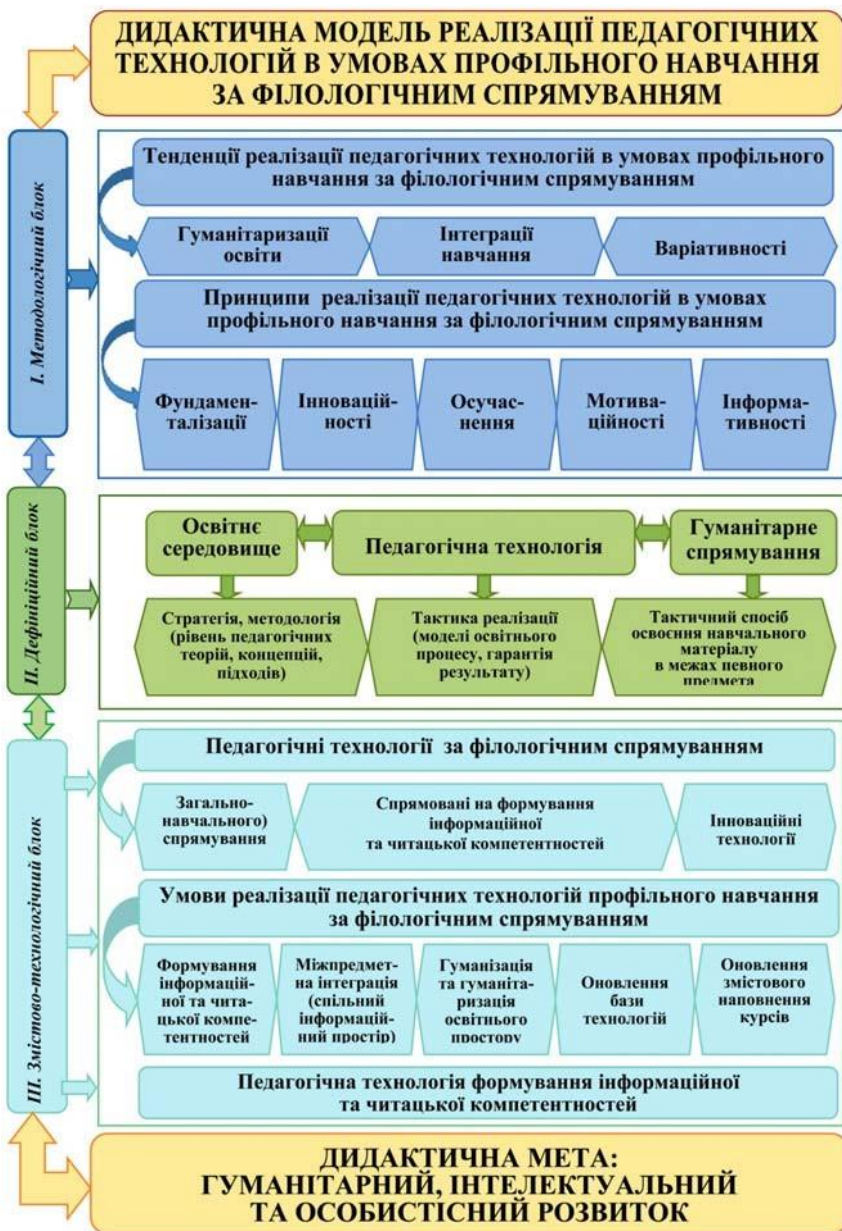 ДИДАКТИЧНА МОДЕЛЬ РЕАЛІЗАЦІЇ ПЕДАГОГІЧНИХ
ТЕХНОЛОГІЙ В УМОВАХ ПРОФІЛЬНОГО НАВЧАННЯ
ЗА ФІЛОЛОГІЧНИМ СПРЯМУВАННЯМ
І. Методологічний блок
Тенденції реалізації педагогічних технологій в умовах профільного
навчання за філологічним спрямуванням
Гуманітаризації
освіти
Інтеграції
навчання
Варіативності
Принципи реалізації педагогічних технологій в умовах
профільного навчання за філологічним спрямуванням
Фундамен-
талізації
Інновацій-
ності
Осучас-
нення
Мотива-
ційності
Інформа-
тивності
ІІ. Дефініційний блок
Освітнє
середовище
Педагогічна технологія
Гуманітарне
спрямування
Стратегія, методологія
(рівень педагогічних
теорій, концепцій,
підходів)
Тактика реалізації
(моделі освітнього
процесу, гарантія
результату)
Тактичний спосіб
освоєння навчального
матеріалу
в межах певного
предмета
ІІІ. Змістово-технологічний блок
Педагогічні технології за філологічним спрямуванням
Загально-
навчального)
спрямування
Спрямовані на формування
інформаційної
та читацької компетентностей
Інноваційні
технології
Умови реалізації педагогічних технологій профільного навчання
за філологічним спрямуванням
Формування
інформацій-
ної та чита-
цької компе-
тентностей
Міжпредмет-
на інтеграція
(спільний
інформацій-
ний простір)
Гуманізація
та гуманіта-
ризація
освітнього
простору
Оновлення
бази
технологій
Оновлення
змістового
наповнення
курсів
Педагогічна технологія формування інформаційної
та читацької компетентностей
ДИДАКТИЧНА МЕТА:
ГУМАНІТАРНИЙ, ІНТЕЛЕКТУАЛЬНИЙ
ТА ОСОБИСТІСНИЙ РОЗВИТОК